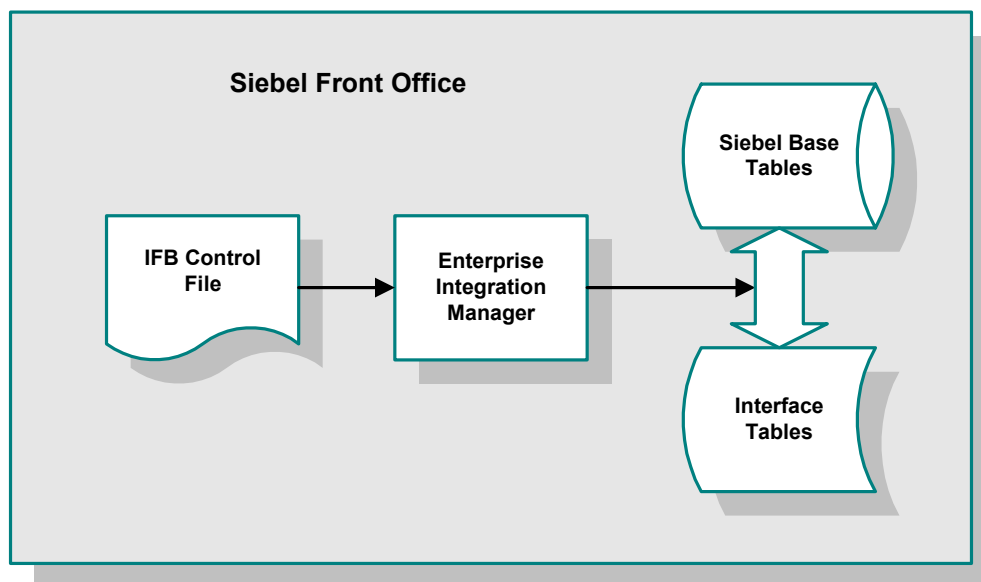 Siebel Front Office
Siebel Base
Tables
IFB Control
File
Enterprise
Integration
Manager
Interface
Tables